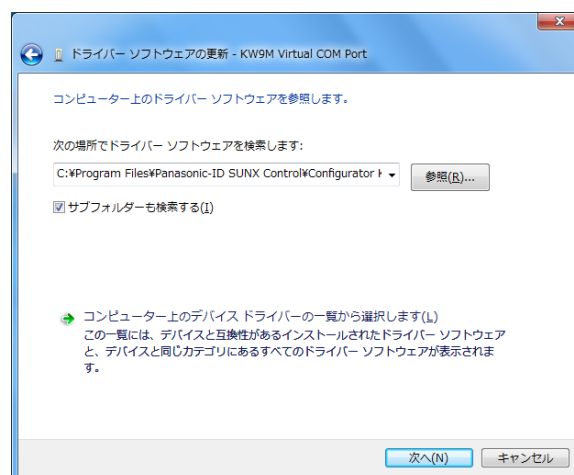 ドライバー ソフトウェアの更新 - KW9M Virtual COM Port
コンピューター上のドライバー ソフトウェアを参照します。
次の場所でドライバー ソフトウェアを検索します:
C:¥Program Files¥Panasonic-ID SUNX Control¥Configurator
参照(R)...
サブフォルダーも検索する(I)
コンピューター上のデバイス ドライバーの一覧から選択します(L)
この一覧には、デバイスと互換性があるインストールされたドライバー ソフトウェア
と、デバイスと同じカテゴリにあるすべてのドライバー ソフトウェアが表示されま
す。
次へ(N) キャンセル